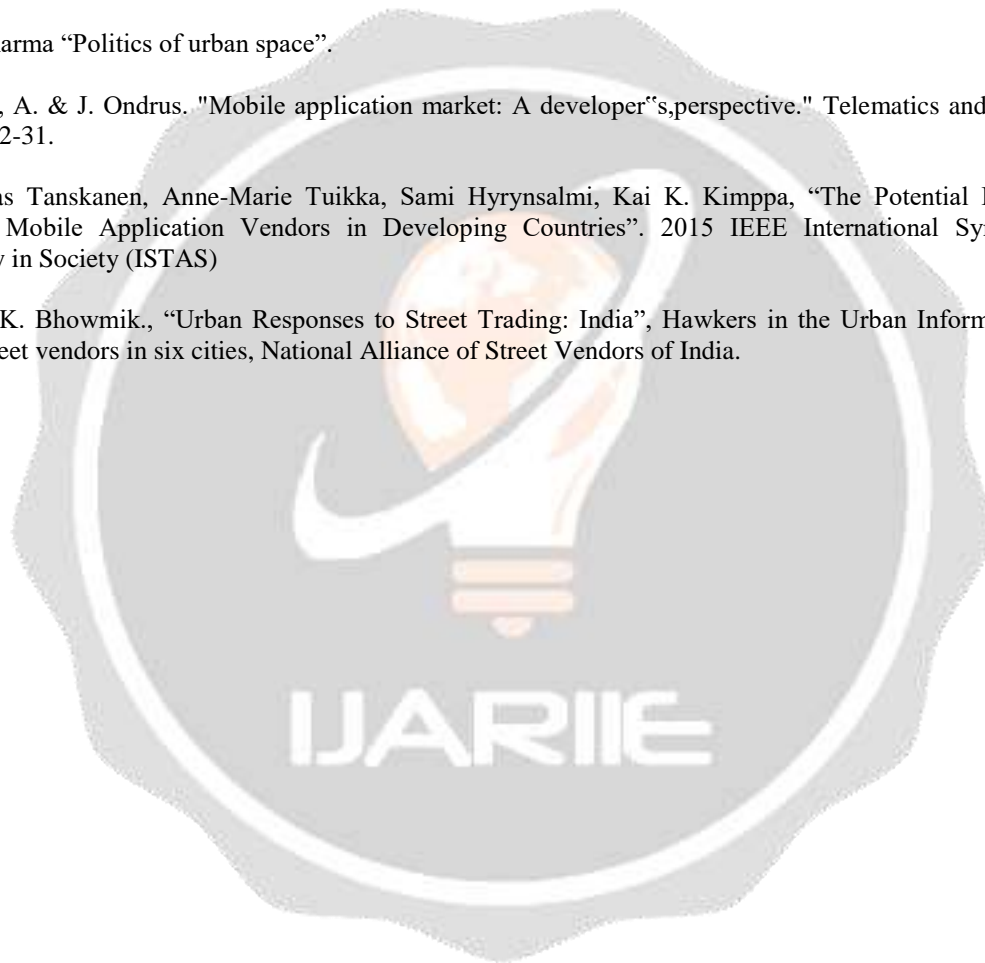 arma “Politics of urban space”.
, A. & J. Ondrus. "Mobile application market: A developer‟s,perspective." Telematics and
2-31.
as Tanskanen, Anne-Marie Tuikka, Sami Hyrynsalmi, Kai K. Kimppa, “The Potential
Mobile Application Vendors in Developing Countries”. 2015 IEEE International Sy
y in Society (ISTAS)
K. Bhowmik., “Urban Responses to Street Trading: India”, Hawkers in the Urban Inform
eet vendors in six cities, National Alliance of Street Vendors of India.
IJARIIE